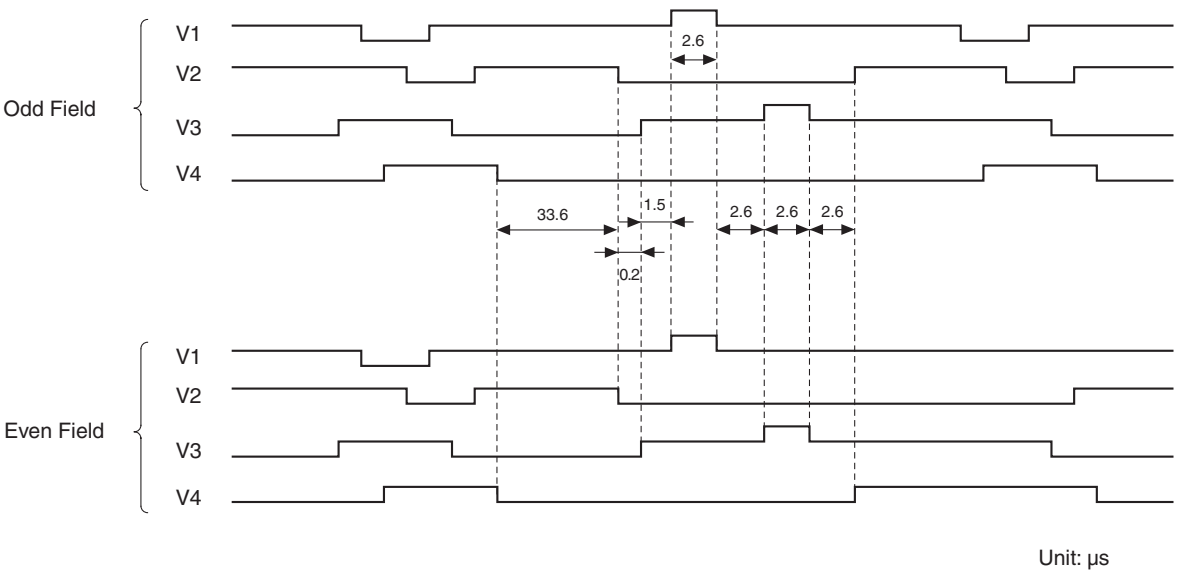 V1
2.6
V2
Odd Field
V3
V4
1.5
33.6
2.6 2.6 2.6
0.2
V1
V2
Even Field
V3
V4
Unit: µs